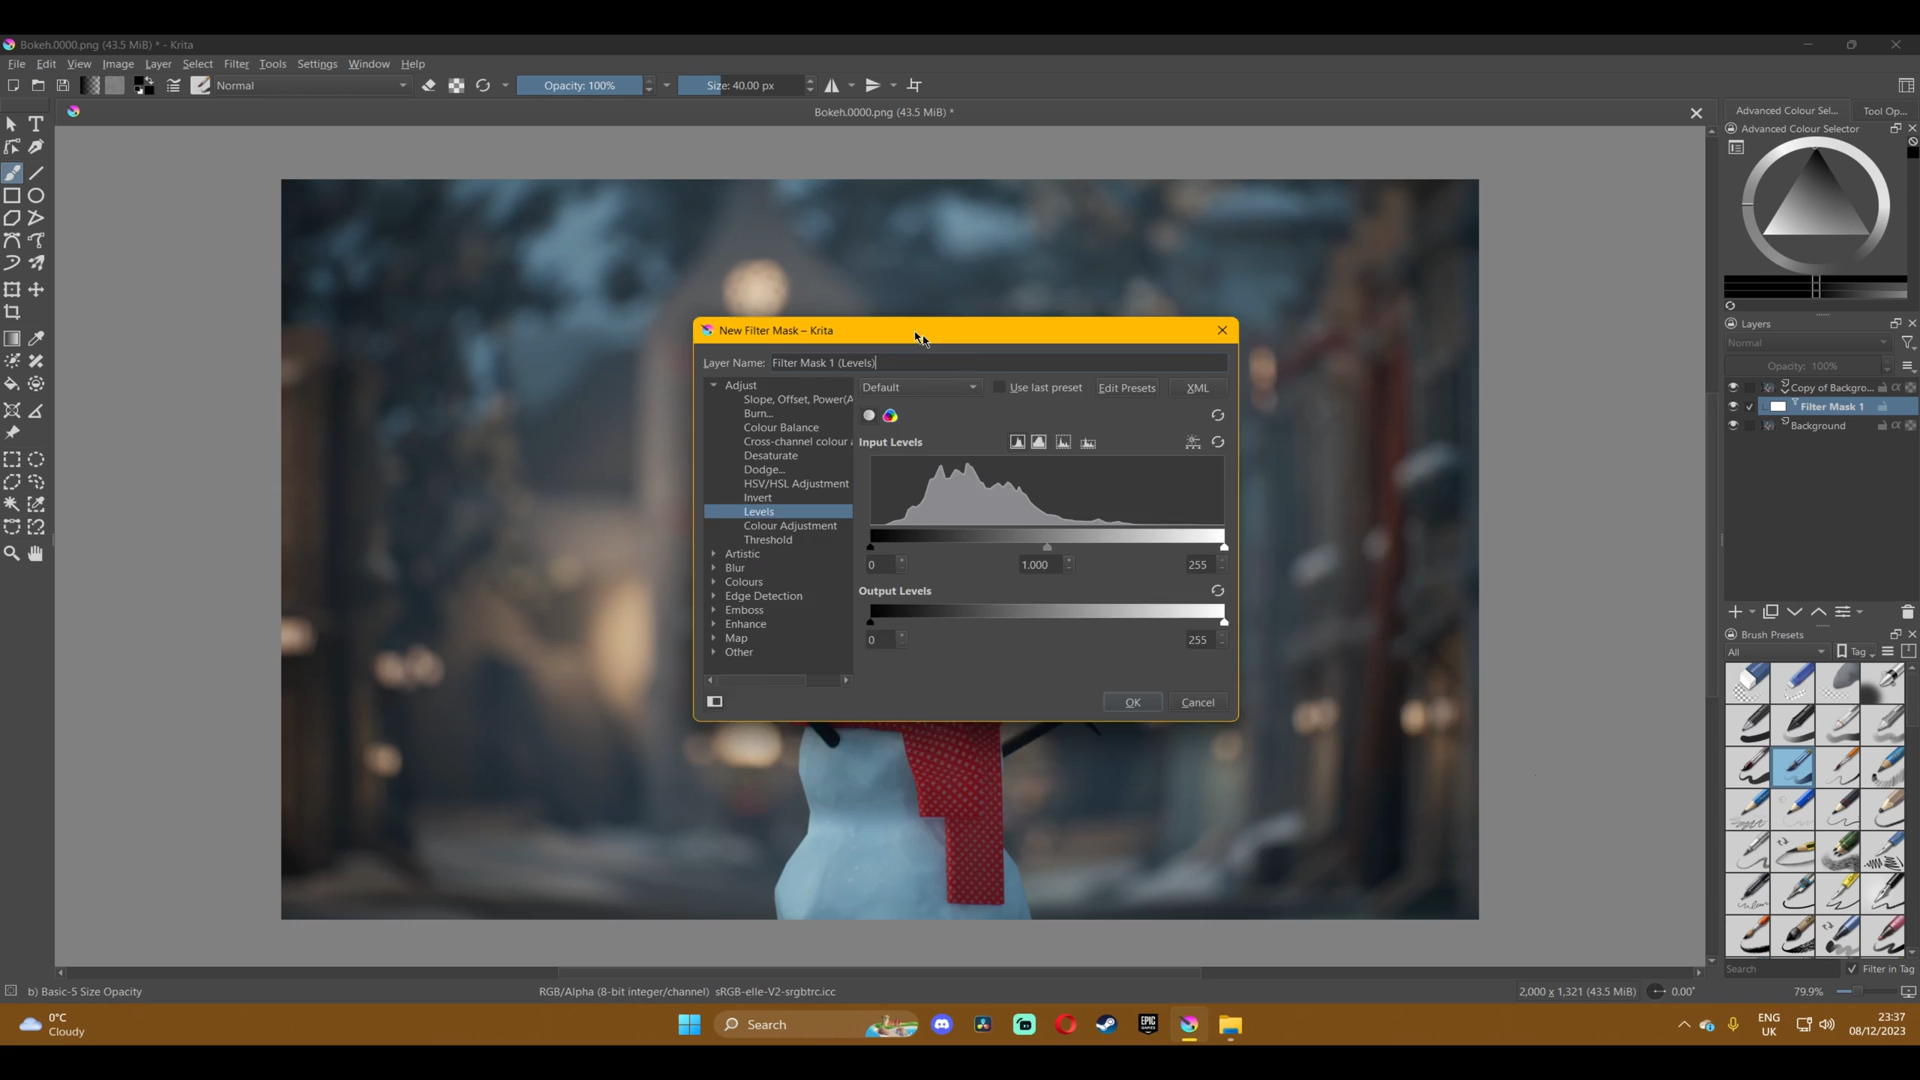 Bokeh.0000.png (43.5 MiB) * - Krita
File Edit View Image Layer Select Filter Tools Settings Window Help
Normal Opacity: 100% Size: 40.00 px
Bokeh.0000.png (43.5 MiB) *
Advanced Colour Sel... Tool Op...
Advanced Colour Selector
New Filter Mask – Krita
Layer Name: Filter Mask 1 (Levels)
Adjust
Slope, Offset, Power(A
Burn...
Colour Balance
Cross-channel colour
Desaturate
Dodge...
HSV/HSL Adjustment
Invert
Levels
Colour Adjustment
Threshold
Artistic
Blur
Colours
Edge Detection
Emboss
Enhance
Map
Other
Default Use last preset Edit Presets XML
Input Levels
0 1.000 255
Output Levels
0 255
OK Cancel
Layers
Normal
Opacity: 100%
Copy of Backgro...
Filter Mask 1
Background
Brush Presets
All Tag
Search Filter in Tag
b) Basic-5 Size Opacity RGB/Alpha (8-bit integer/channel) sRGB-elle-V2-srgbtrc.icc 2,000 x 1,321 (43.5 MiB) 0.00° 79.9%
0°C
Cloudy
Search
EPIC
GAMES
ENG
UK
23:37
08/12/2023